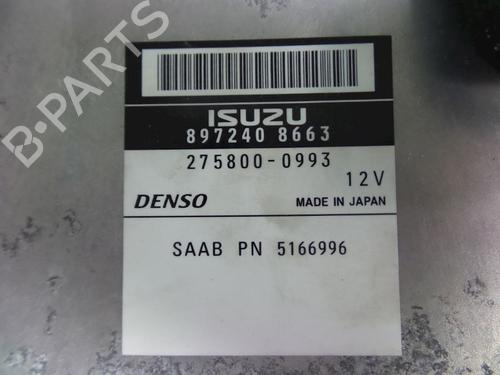 ISUZU
897240 8663
275800-0993
12V
DENSO MADE IN JAPAN
SAAB PN 5166996
B-PARTS